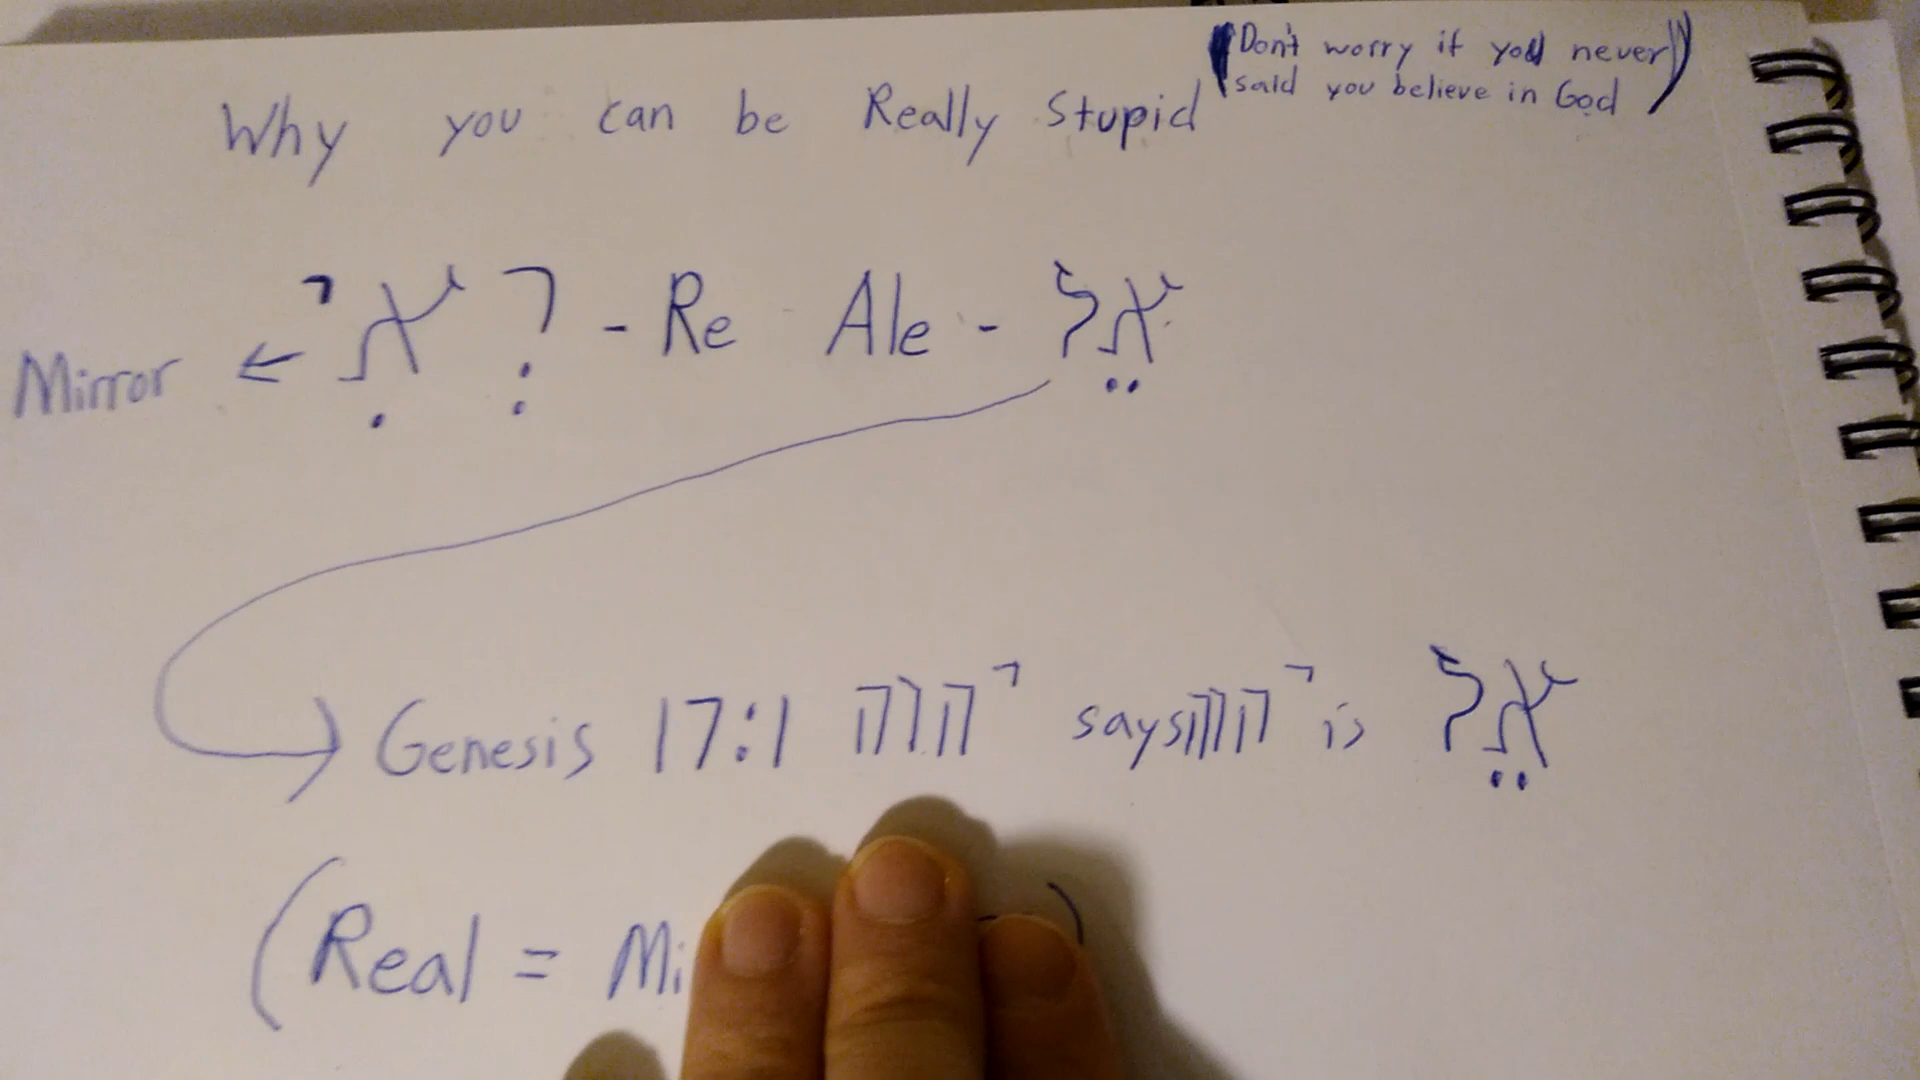 Why you can be Really Stupid
(Don't worry if you never)
said you believe in God)
Mirror ← רְאִי - Re Ale - אֵל
→ Genesis 17:1 יהוה says יהוה is אֵל
(Real =